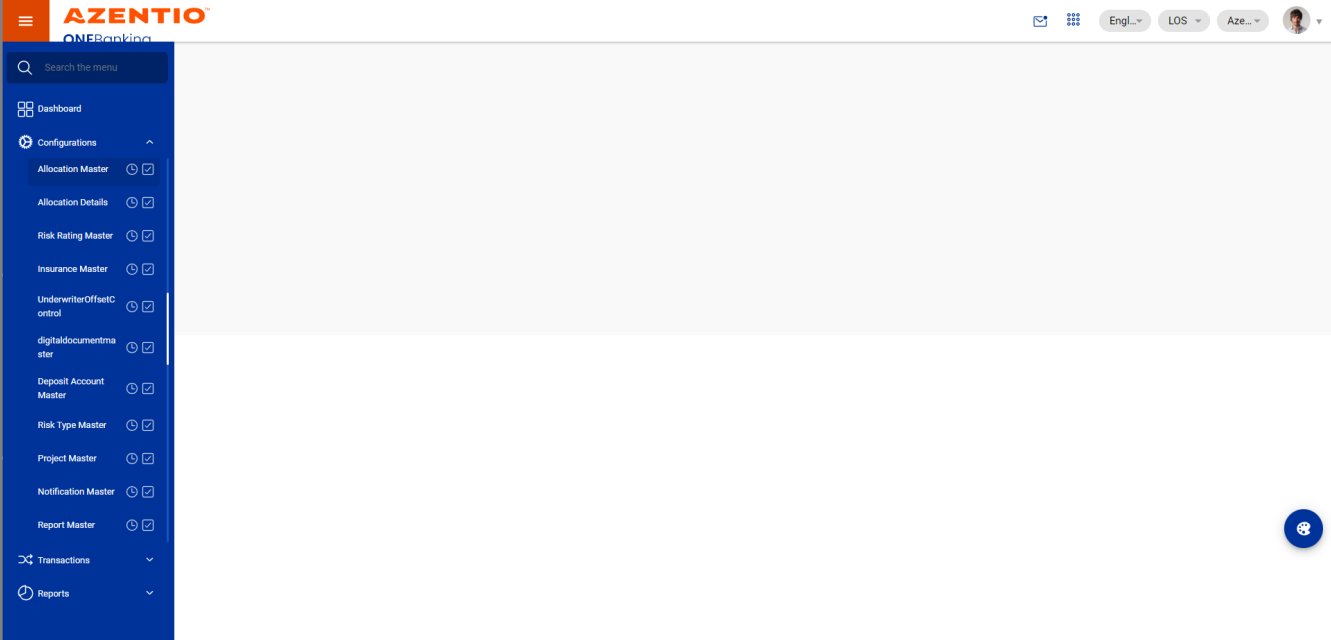 AZENTIO
ONEBanking
Engl...
LOS
Aze...
Search the menu
Dashboard
Configurations
Allocation Master
Allocation Details
Risk Rating Master
Insurance Master
UnderwriterOffsetC
ontrol
digitaldocumentma
ster
Deposit Account
Master
Risk Type Master
Project Master
Notification Master
Report Master
Transactions
Reports